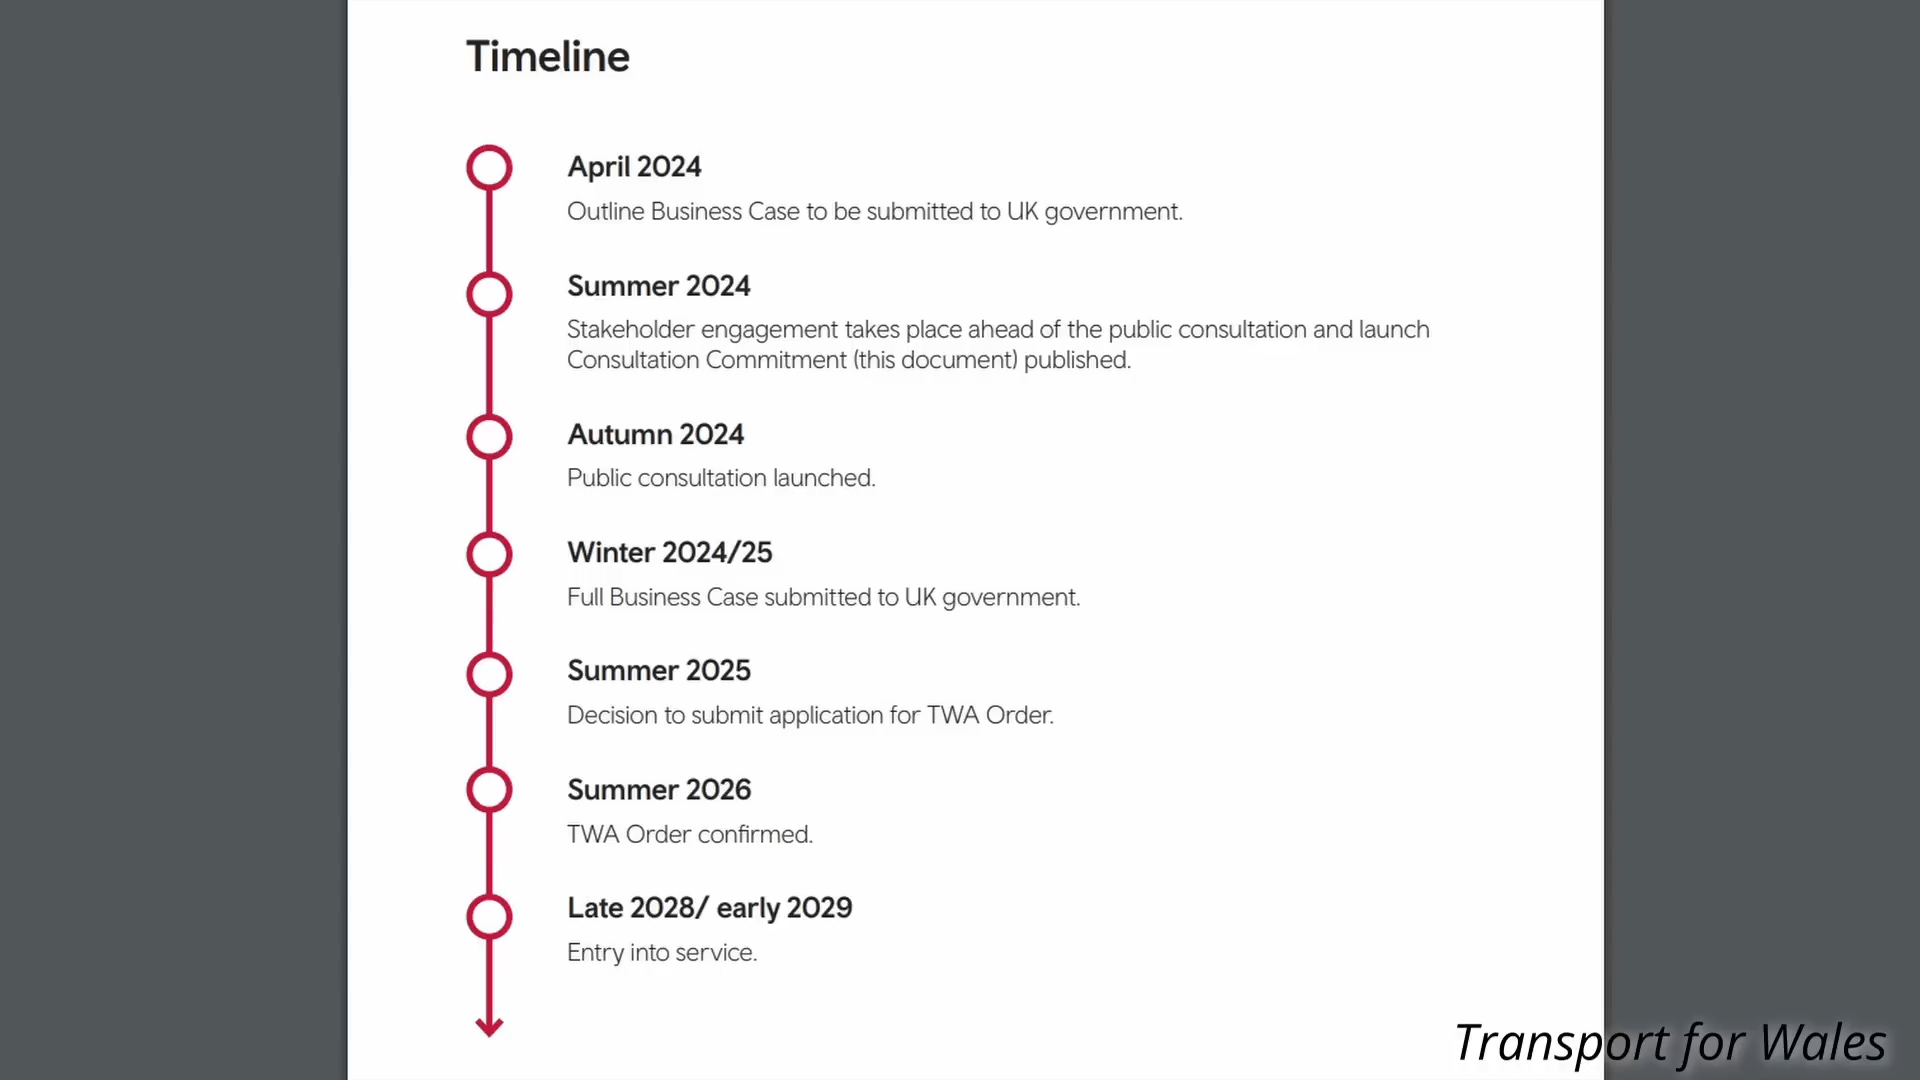 Timeline
April 2024
Outline Business Case to be submitted to UK government.
Summer 2024
Stakeholder engagement takes place ahead of the public consultation and launch
Consultation Commitment (this document) published.
Autumn 2024
Public consultation launched.
Winter 2024/25
Full Business Case submitted to UK government.
Summer 2025
Decision to submit application for TWA Order.
Summer 2026
TWA Order confirmed.
Late 2028/ early 2029
Entry into service.
Transport for Wales